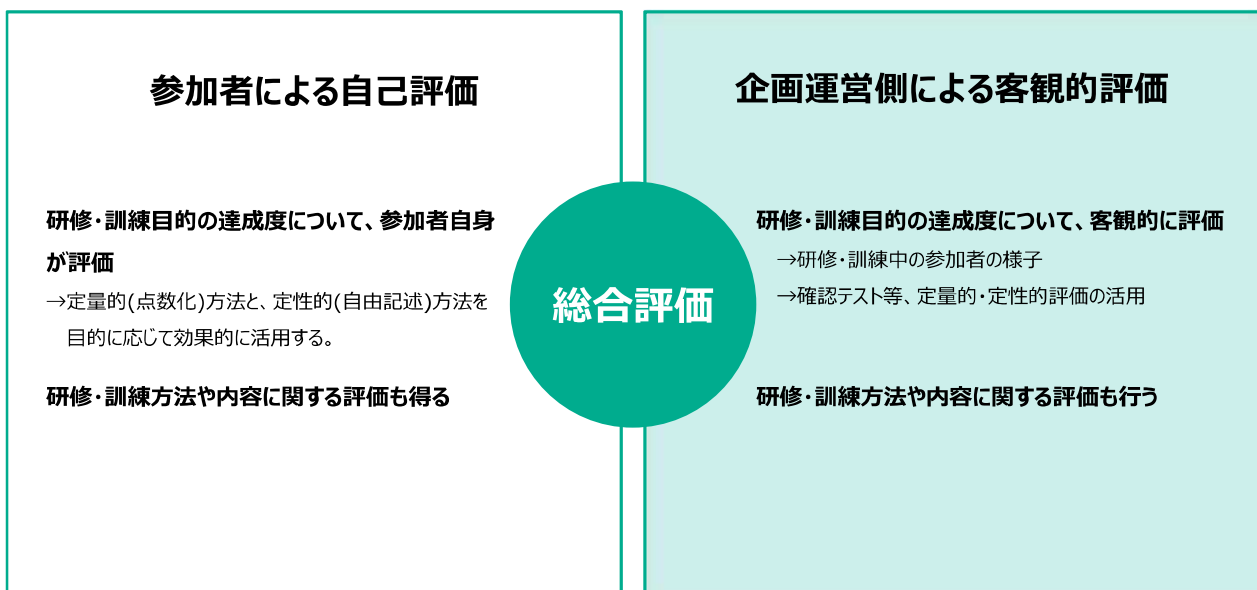 参加者による自己評価
研修・訓練目的の達成度について、参加者自身
が評価
→定量的(点数化)方法と、定性的(自由記述)方法を
目的に応じて効果的に活用する。
研修・訓練方法や内容に関する評価も得る
総合評価
企画運営側による客観的評価
研修・訓練目的の達成度について、客観的に評価
→研修・訓練中の参加者の様子
→確認テスト等、定量的・定性的評価の活用
研修・訓練方法や内容に関する評価も行う